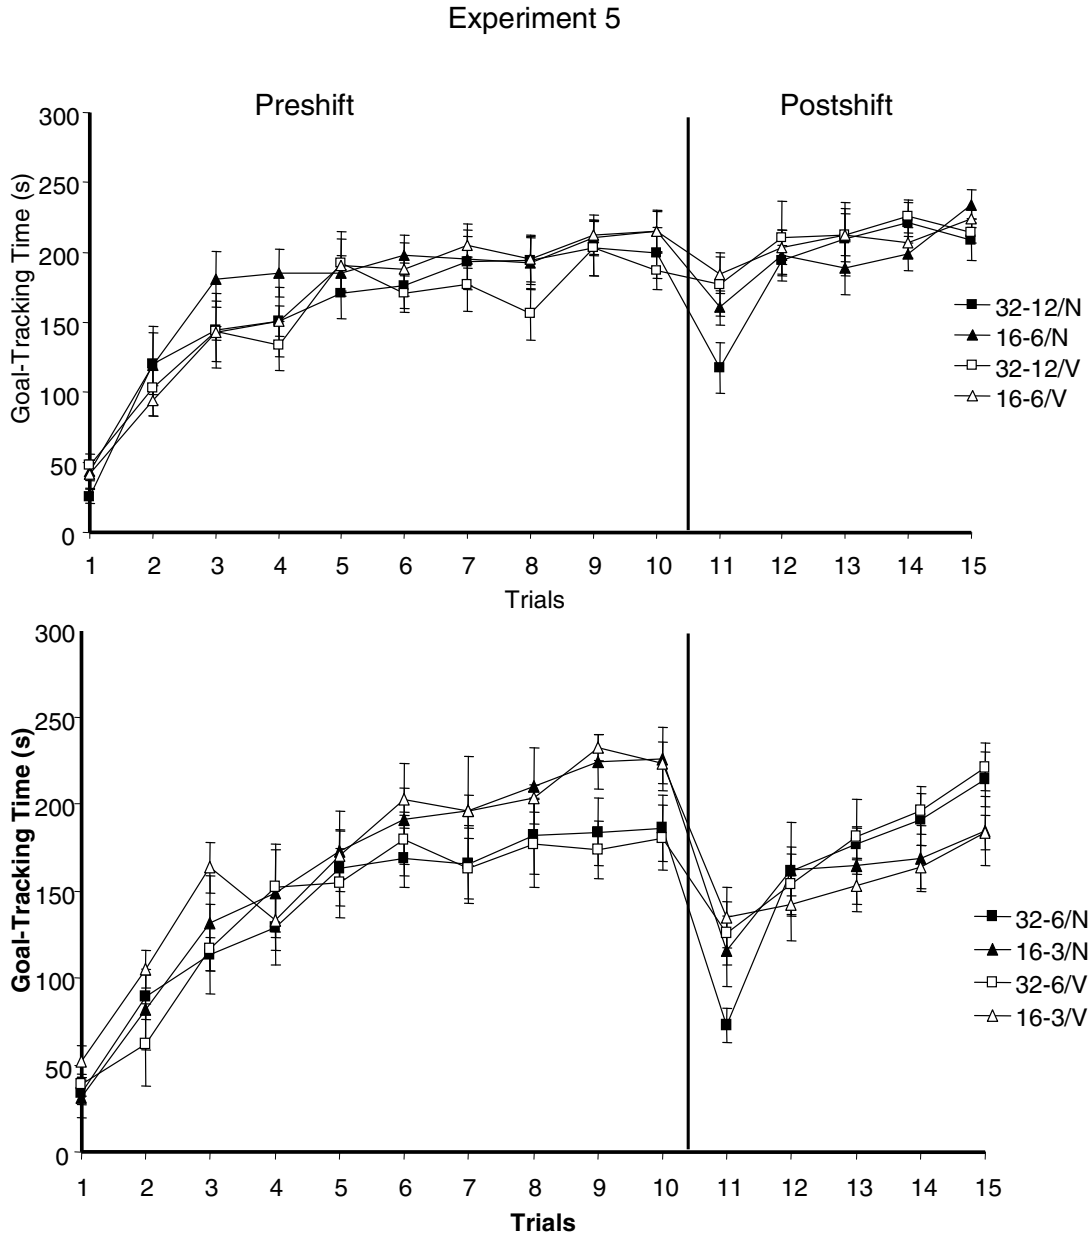 Experiment 5
Preshift
Postshift
Goal-Tracking Time (s)
300
250
200
150
100
50
0
32-12/N
16-6/N
32-12/V
16-6/V
1 2 3 4 5 6 7 8 9 10 11 12 13 14 15
Trials
Goal-Tracking Time (s)
300
250
200
150
100
50
0
32-6/N
16-3/N
32-6/V
16-3/V
1 2 3 4 5 6 7 8 9 10 11 12 13 14 15
Trials